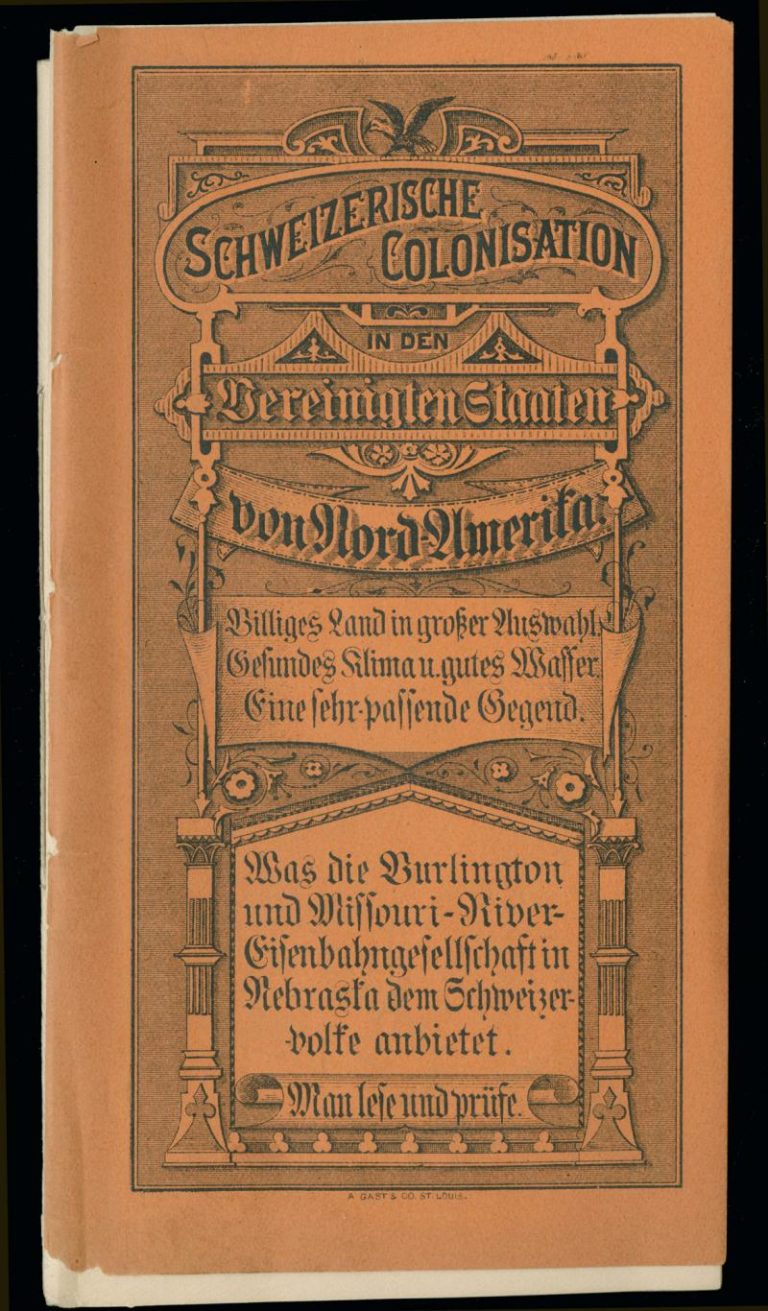 SCHWEIZERISCHE
COLONISATION
IN DEN
Vereinigten Staaten
von Nord-Amerika.
Billiges Land in großer Auswahl.
Gesundes Klima u. gutes Wasser.
Eine sehr passende Gegend.
Was die Burlington
und Missouri-River-
Eisenbahngesellschaft in
Nebraska dem Schweizer-
volke anbietet.
Man lese und prüfe.
A. GAST & CO. ST. LOUIS.